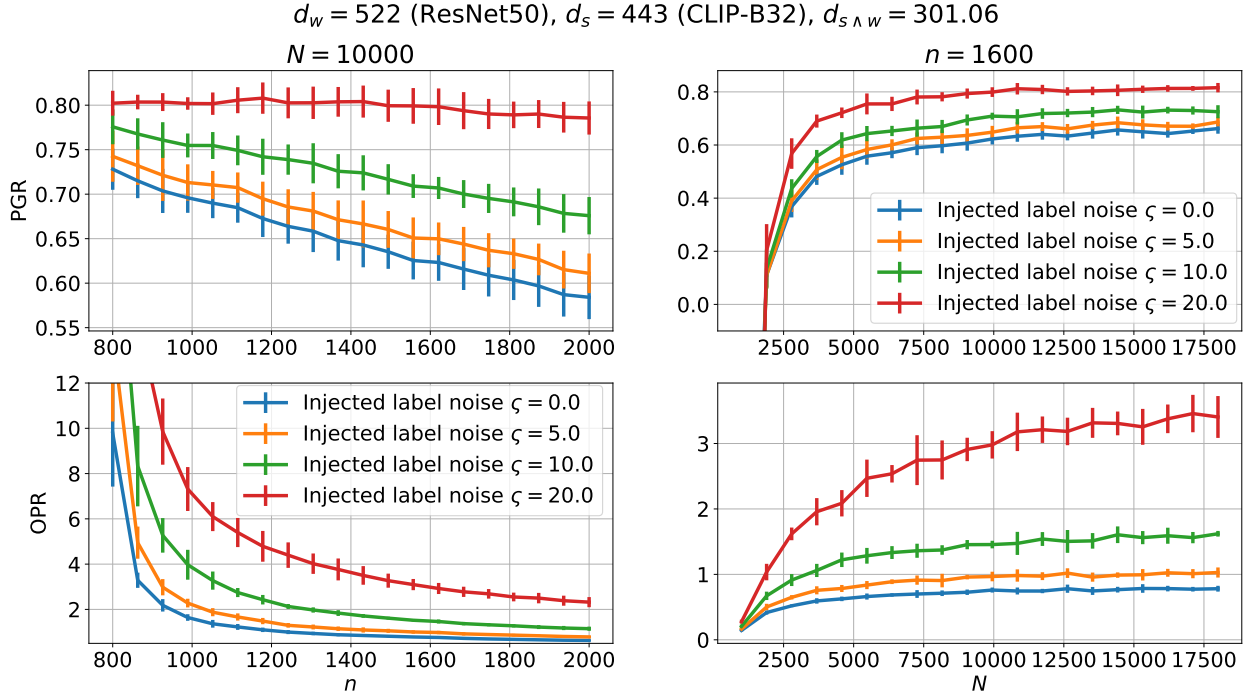 d_w = 522 (ResNet50), d_s = 443 (CLIP-B32), d_{s∧w} = 301.06
N = 10000
PGR
0.80
0.75
0.70
0.65
0.60
0.55
800 1000 1200 1400 1600 1800 2000
n = 1600
0.8
0.6
0.4
0.2
0.0
Injected label noise ς = 0.0
Injected label noise ς = 5.0
Injected label noise ς = 10.0
Injected label noise ς = 20.0
2500 5000 7500 10000 12500 15000 17500
OPR
12
10
8
6
4
2
Injected label noise ς = 0.0
Injected label noise ς = 5.0
Injected label noise ς = 10.0
Injected label noise ς = 20.0
800 1000 1200 1400 1600 1800 2000
n
3
2
1
0
2500 5000 7500 10000 12500 15000 17500
N